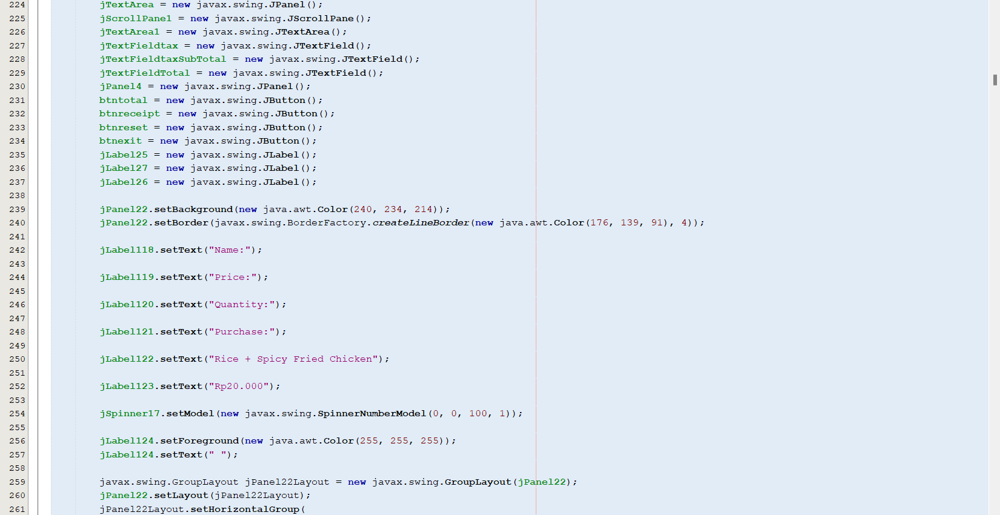 224 jTextArea = new javax.swing.JPanel();
225 jScrollPane1 = new javax.swing.JScrollPane();
226 jTextArea1 = new javax.swing.JTextArea();
227 jTextFieldtax = new javax.swing.JTextField();
228 jTextFieldtaxSubTotal = new javax.swing.JTextField();
229 jTextFieldTotal = new javax.swing.JTextField();
230 jPanel4 = new javax.swing.JPanel();
231 btntotal = new javax.swing.JButton();
232 btnreceipt = new javax.swing.JButton();
233 btnreset = new javax.swing.JButton();
234 btnexit = new javax.swing.JButton();
235 jLabel25 = new javax.swing.JLabel();
236 jLabel27 = new javax.swing.JLabel();
237 jLabel26 = new javax.swing.JLabel();
238
239 jPanel22.setBackground(new java.awt.Color(240, 234, 214));
240 jPanel22.setBorder(javax.swing.BorderFactory.createLineBorder(new java.awt.Color(176, 139, 91), 4));
241
242 jLabel118.setText("Name:");
243
244 jLabel119.setText("Price:");
245
246 jLabel120.setText("Quantity:");
247
248 jLabel121.setText("Purchase:");
249
250 jLabel122.setText("Rice + Spicy Fried Chicken");
251
252 jLabel123.setText("Rp20.000");
253
254 jSpinner17.setModel(new javax.swing.SpinnerNumberModel(0, 0, 100, 1));
255
256 jLabel124.setForeground(new java.awt.Color(255, 255, 255));
257 jLabel124.setText(" ");
258
259 javax.swing.GroupLayout jPanel22Layout = new javax.swing.GroupLayout(jPanel22);
260 jPanel22.setLayout(jPanel22Layout);
261 jPanel22Layout.setHorizontalGroup(